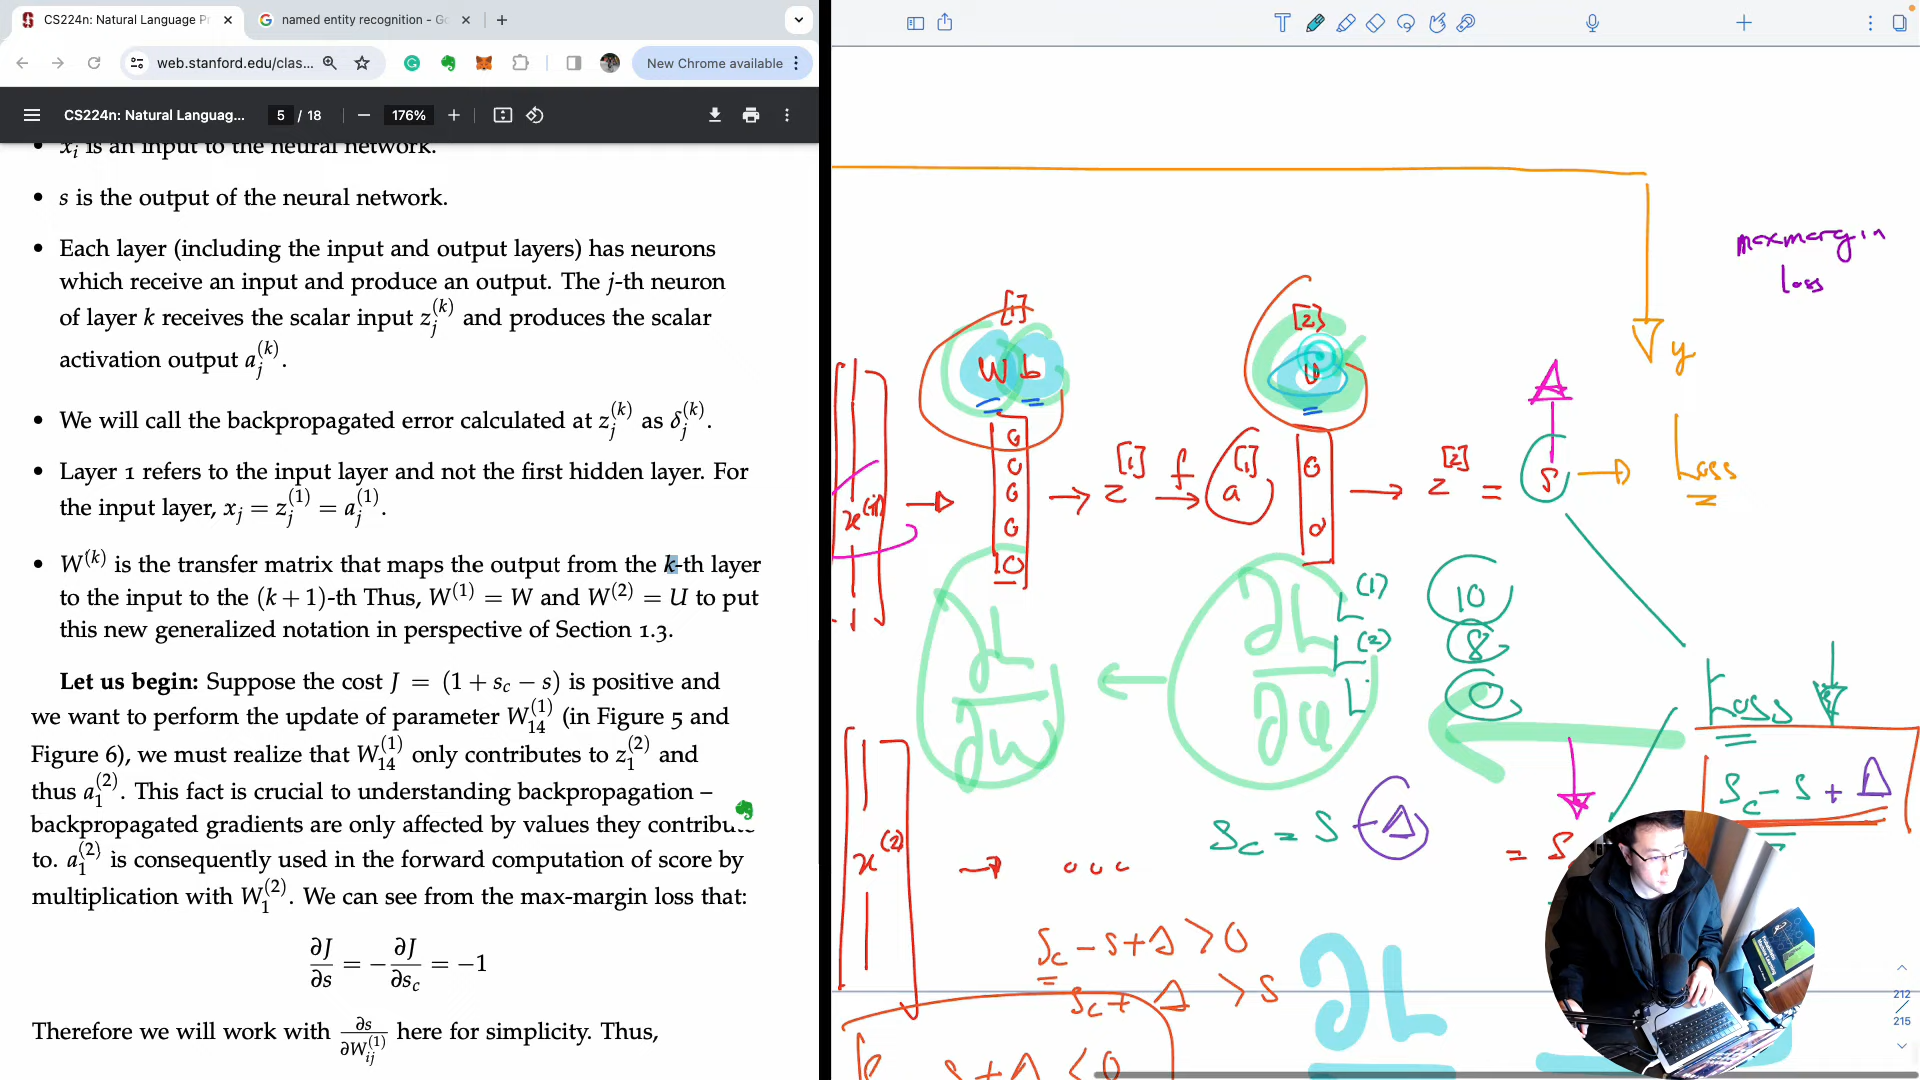 CS224n: Natural Language Pr
named entity recognition - Go
web.stanford.edu/clas...
New Chrome available
CS224n: Natural Languag...
5 / 18
176%
• x_i is an input to the neural network.
• s is the output of the neural network.
• Each layer (including the input and output layers) has neurons
which receive an input and produce an output. The j-th neuron
of layer k receives the scalar input z_j^(k) and produces the scalar
activation output a_j^(k).
• We will call the backpropagated error calculated at z_j^(k) as δ_j^(k).
• Layer 1 refers to the input layer and not the first hidden layer. For
the input layer, x_j = z_j^(1) = a_j^(1).
• W^(k) is the transfer matrix that maps the output from the k-th layer
to the input to the (k + 1)-th Thus, W^(1) = W and W^(2) = U to put
this new generalized notation in perspective of Section 1.3.
Let us begin: Suppose the cost J = (1 + s_c − s) is positive and
we want to perform the update of parameter W_14^(1) (in Figure 5 and
Figure 6), we must realize that W_14^(1) only contributes to z_1^(2) and
thus a_1^(2). This fact is crucial to understanding backpropagation –
backpropagated gradients are only affected by values they contribute
to. a_1^(2) is consequently used in the forward computation of score by
multiplication with W_1^(2). We can see from the max-margin loss that:
∂J/∂s = − ∂J/∂s_c = −1
Therefore we will work with ∂s/∂W_ij^(1) here for simplicity. Thus,
maxmargin
loss
[1] [2]
W b U
y
[1] f [1] [2]
x^(1) → z → a → z = s → Loss
10
∂L/∂W ← ∂L/∂U
L^(1) 10
L^(2) 8
L 0
Loss
s_c - s + Δ
s_c = s - Δ
= s
x^(2) → ...
s_c - s + Δ > 0
s_c + Δ > s
s + Δ < 0
∂L
212
/
215